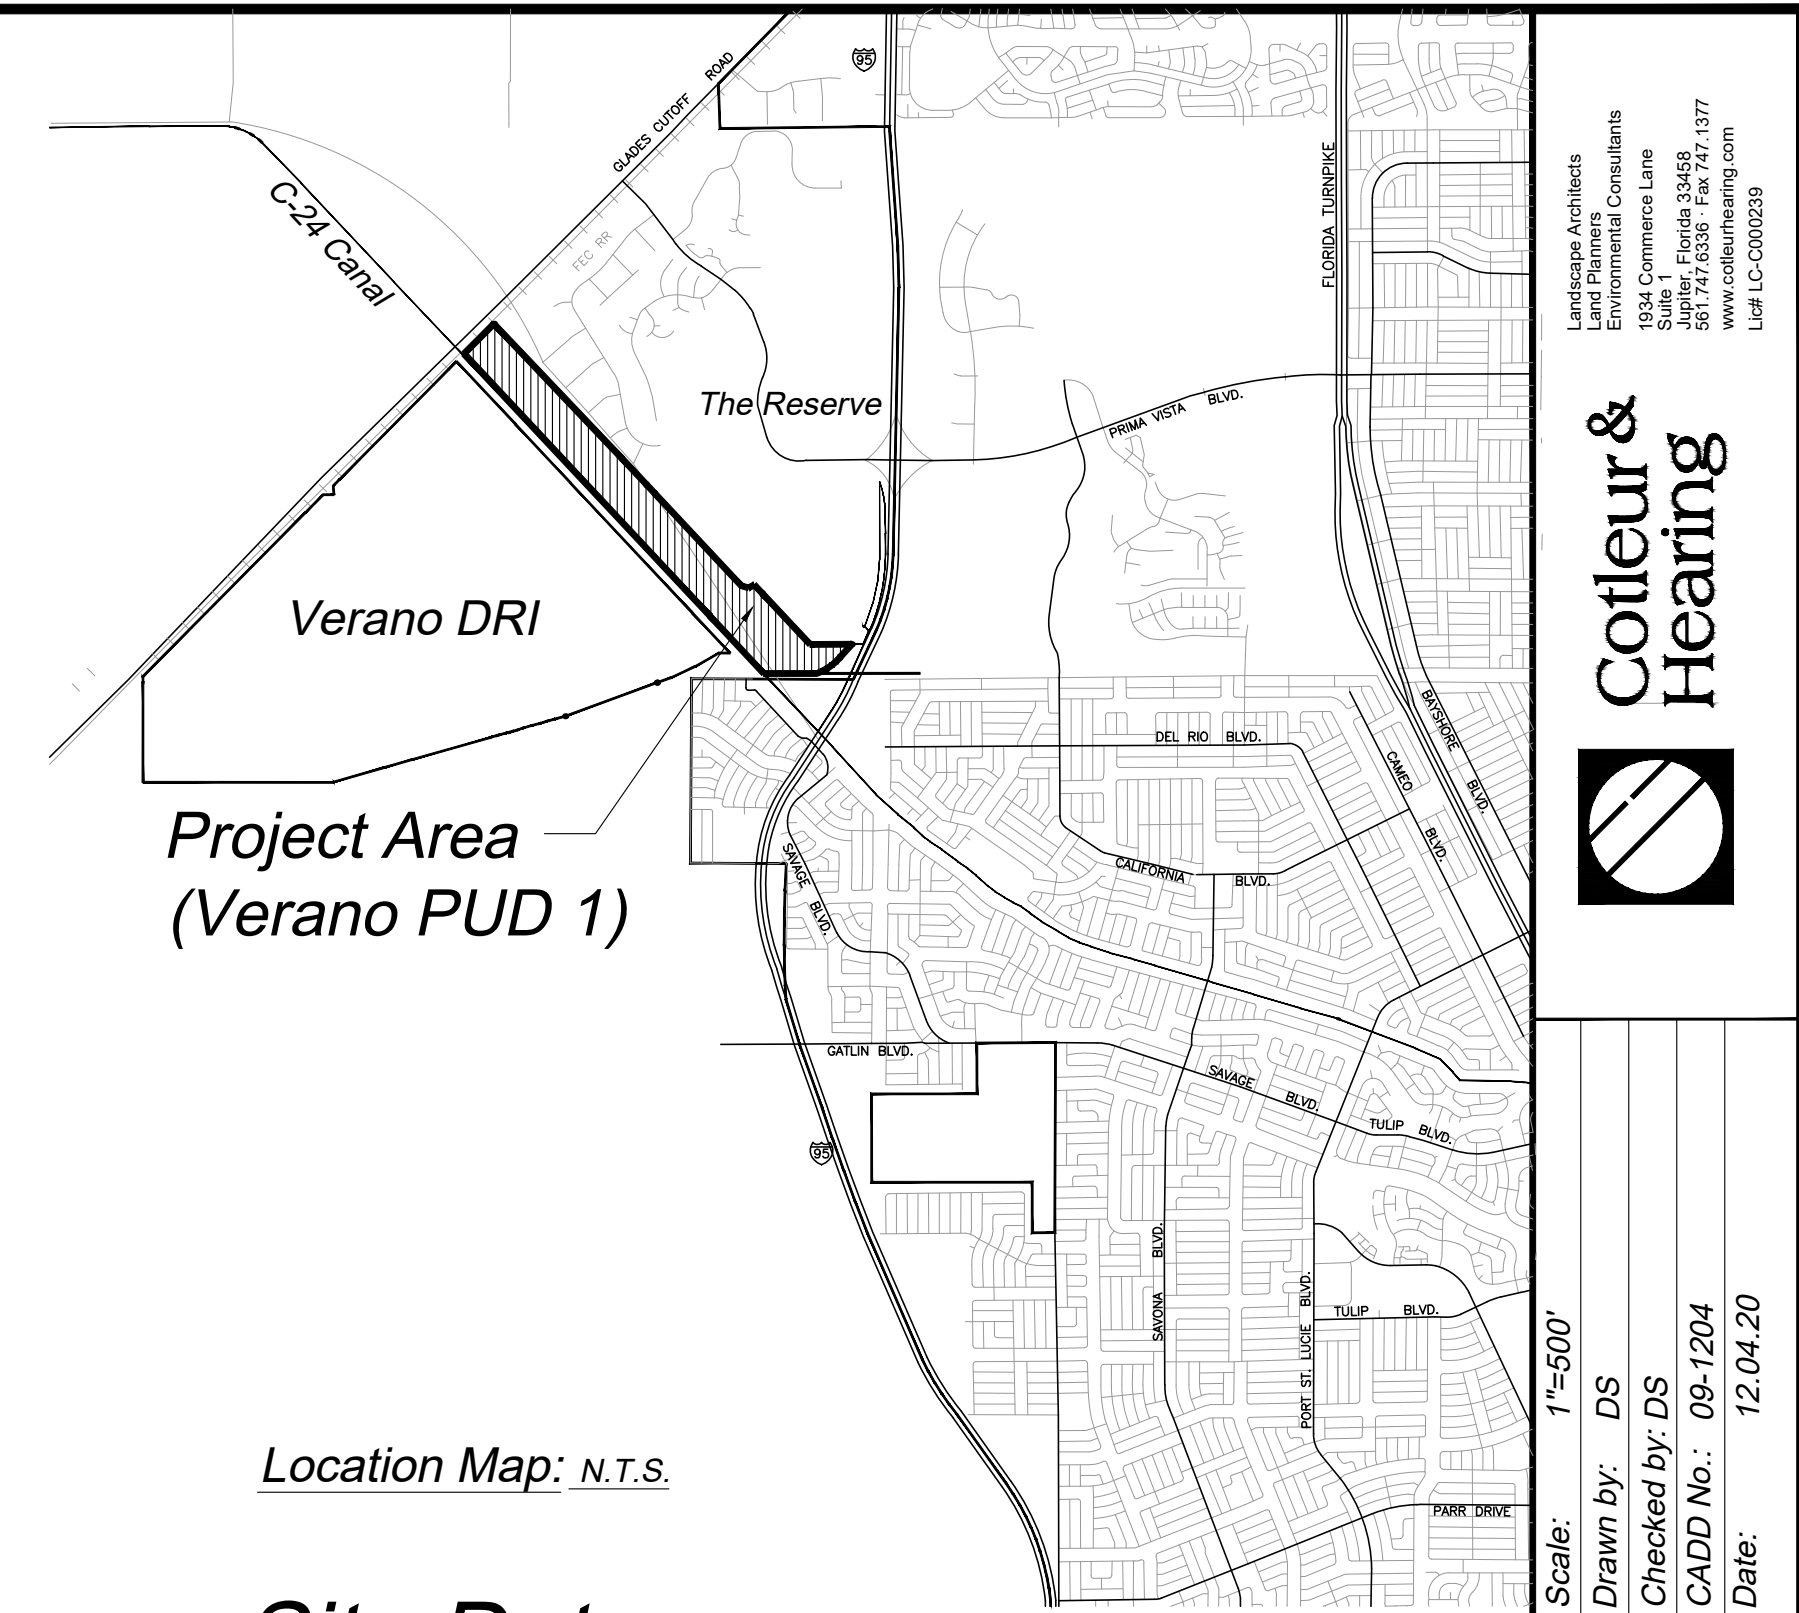 GLADES CUTOFF ROAD
95
C-24 Canal
FEC RR
FLORIDA TURNPIKE
The Reserve
PRIMA VISTA BLVD.
Verano DRI
Project Area
(Verano PUD 1)
BAYSHORE BLVD.
DEL RIO BLVD.
CAMEO BLVD.
CALIFORNIA BLVD.
SAVAGE BLVD.
GATLIN BLVD.
SAVAGE BLVD.
TULIP BLVD.
95
SAVONA BLVD.
PORT ST. LUCIE BLVD.
TULIP BLVD.
PARR DRIVE
Location Map: N.T.S.
Landscape Architects
Land Planners
Environmental Consultants
1934 Commerce Lane
Suite 1
Jupiter, Florida 33458
561.747.6336 · Fax 747.1377
www.cotleurhearing.com
Lic# LC-C000239
Cotleur &
Hearing
Scale: 1"=500'
Drawn by: DS
Checked by: DS
CADD No.: 09-1204
Date: 12.04.20